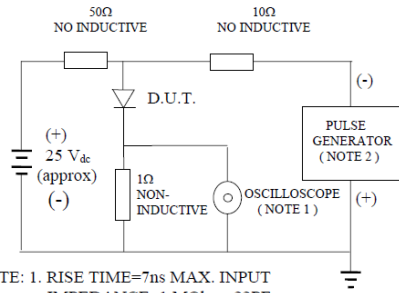 50Ω
NO INDUCTIVE
10Ω
NO INDUCTIVE
D.U.T.
(-)
(+)
25 Vdc
(approx)
(-)
1Ω
NON-
INDUCTIVE
OSCILLOSCOPE
( NOTE 1 )
PULSE
GENERATOR
( NOTE 2 )
(+)
TE: 1. RISE TIME=7ns MAX. INPUT